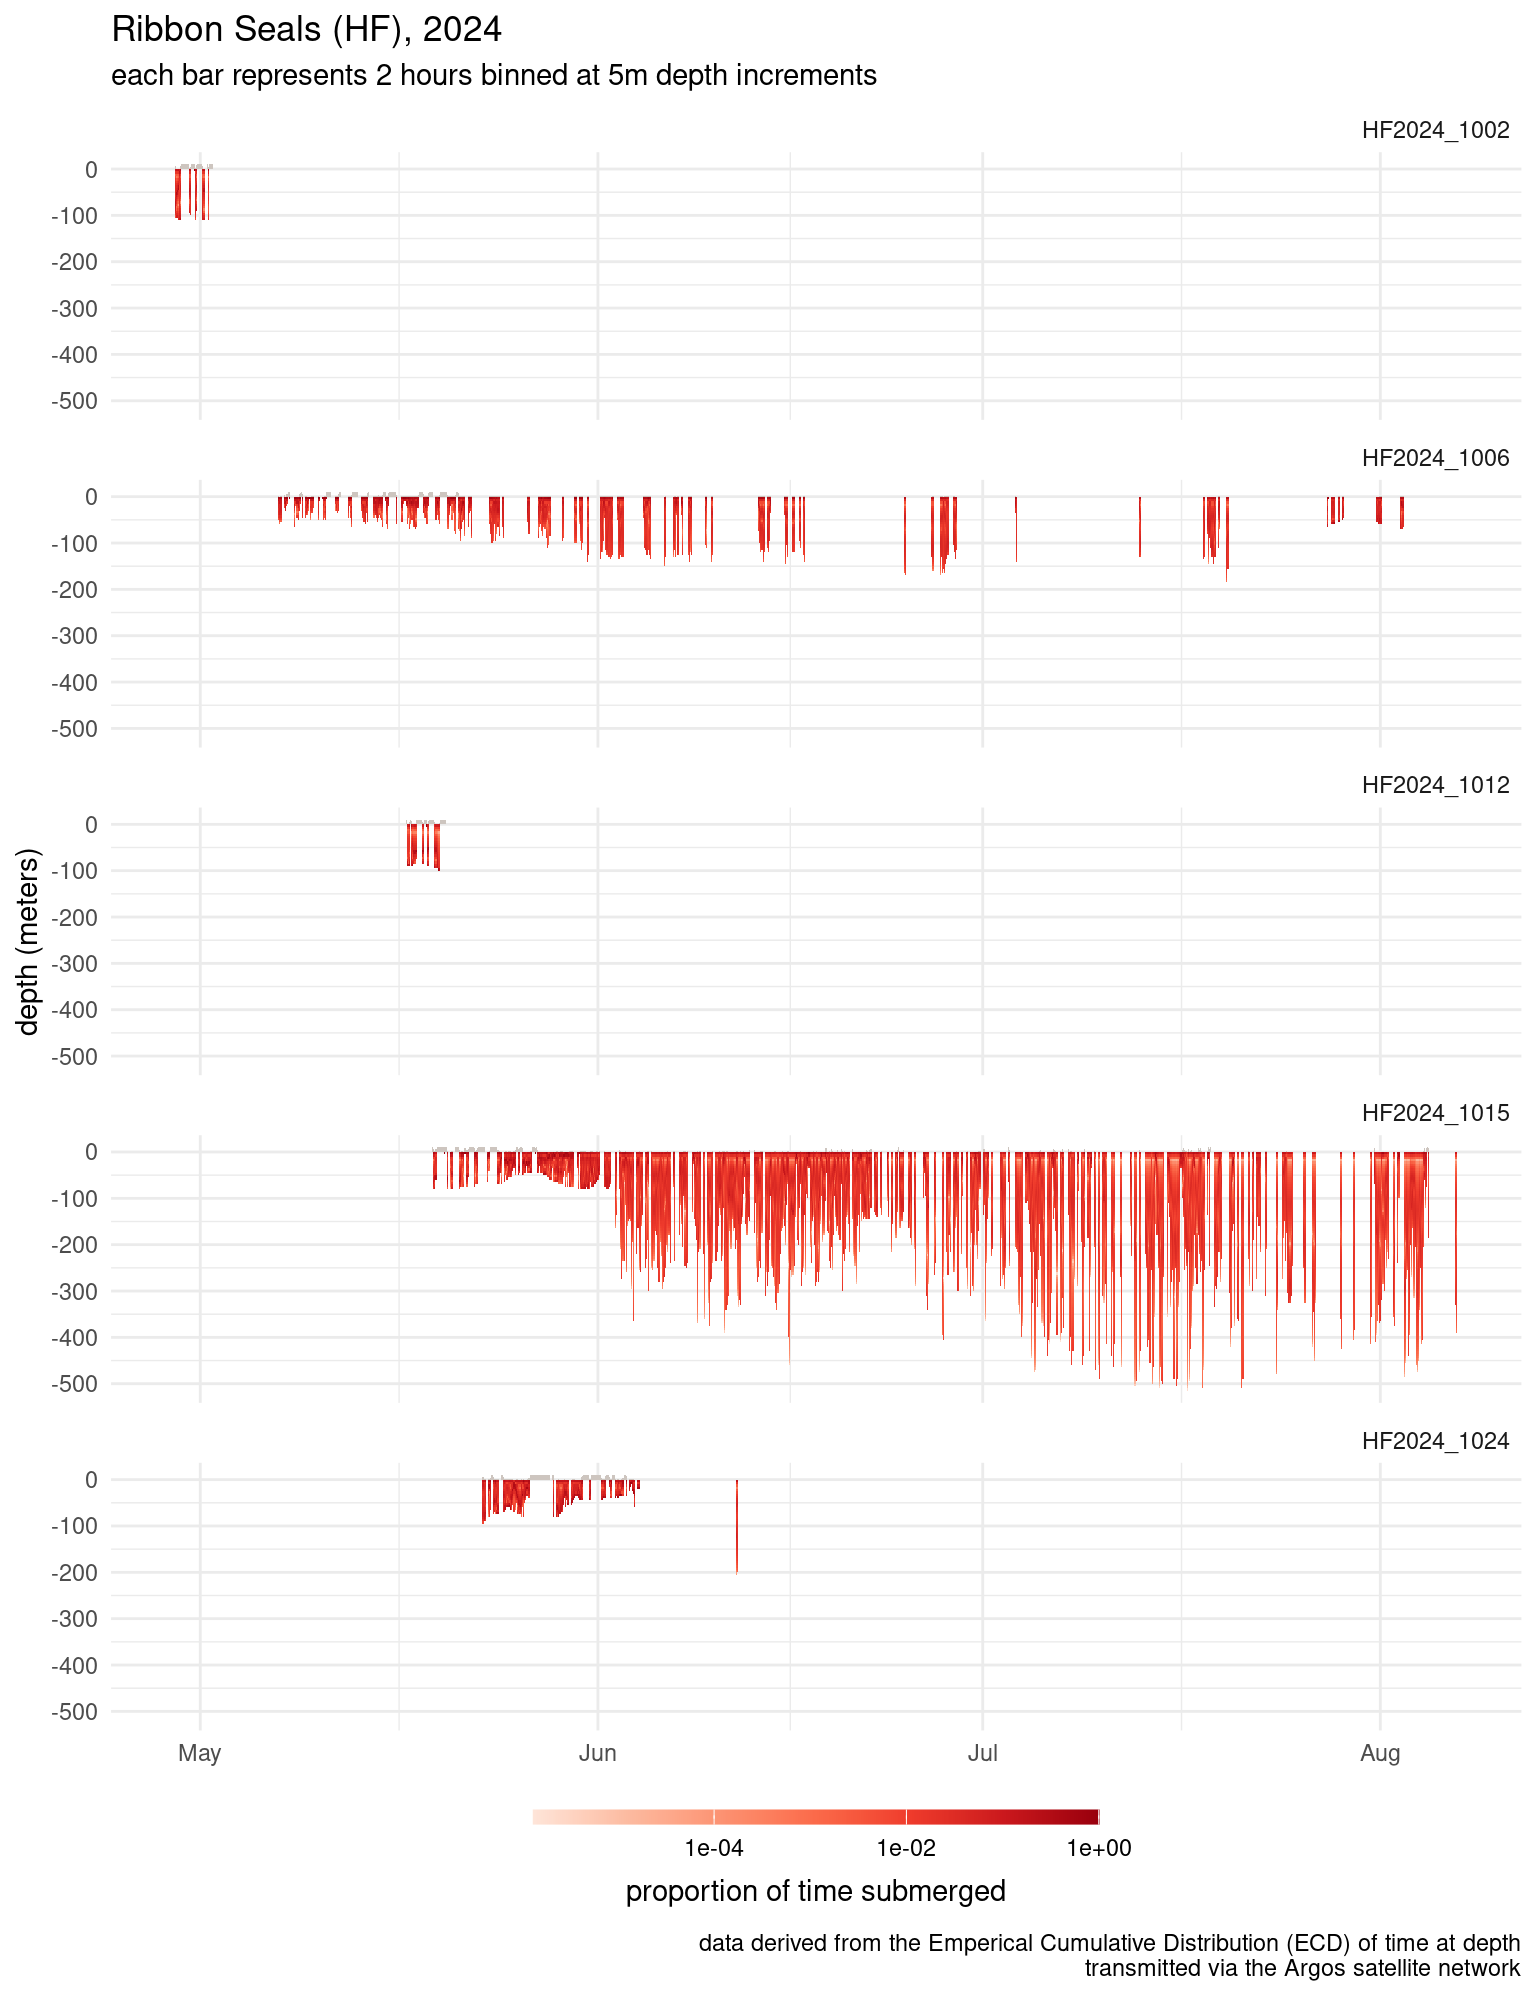 Ribbon Seals (HF), 2024
each bar represents 2 hours binned at 5m depth increments
HF2024_1002
0
-100
-200
-300
-400
-500
HF2024_1006
0
-100
-200
-300
-400
-500
HF2024_1012
0
-100
-200
-300
-400
-500
depth (meters)
HF2024_1015
0
-100
-200
-300
-400
-500
HF2024_1024
0
-100
-200
-300
-400
-500
May Jun Jul Aug
1e-04 1e-02 1e+00
proportion of time submerged
data derived from the Emperical Cumulative Distribution (ECD) of time at depth
transmitted via the Argos satellite network